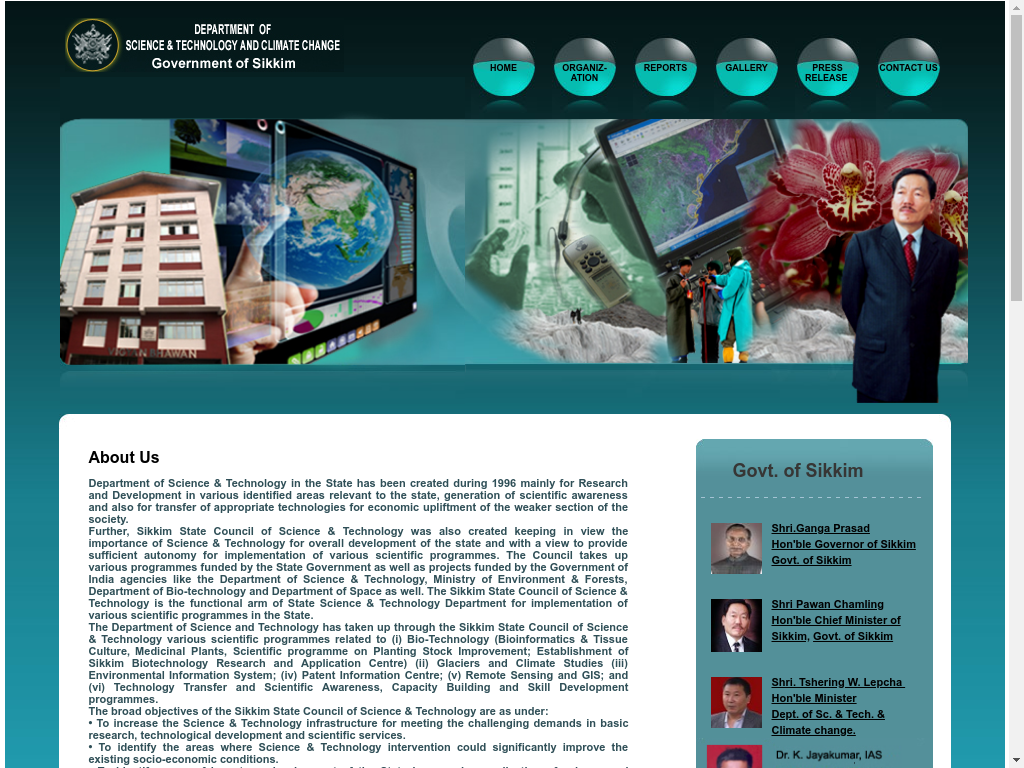 DEPARTMENT OF
SCIENCE & TECHNOLOGY AND CLIMATE CHANGE
Government of Sikkim
HOME
ORGANIZ-
ATION
REPORTS
GALLERY
PRESS
RELEASE
CONTACT US
BHAWAN
About Us
Department of Science & Technology in the State has been created during 1996 mainly for Research
and Development in various identified areas relevant to the state, generation of scientific awareness
and also for transfer of appropriate technologies for economic upliftment of the weaker section of the
society.
Further, Sikkim State Council of Science & Technology was also created keeping in view the
importance of Science & Technology for overall development of the state and with a view to provide
sufficient autonomy for implementation of various scientific programmes. The Council takes up
various programmes funded by the State Government as well as projects funded by the Government of
India agencies like the Department of Science & Technology, Ministry of Environment & Forests,
Department of Bio-technology and Department of Space as well. The Sikkim State Council of Science &
Technology is the functional arm of State Science & Technology Department for implementation of
various scientific programmes in the State.
The Department of Science and Technology has taken up through the Sikkim State Council of Science
& Technology various scientific programmes related to (i) Bio-Technology (Bioinformatics & Tissue
Culture, Medicinal Plants, Scientific programme on Planting Stock Improvement; Establishment of
Sikkim Biotechnology Research and Application Centre) (ii) Glaciers and Climate Studies (iii)
Environmental Information System; (iv) Patent Information Centre; (v) Remote Sensing and GIS; and
(vi) Technology Transfer and Scientific Awareness, Capacity Building and Skill Development
programmes.
The broad objectives of the Sikkim State Council of Science & Technology are as under:
• To increase the Science & Technology infrastructure for meeting the challenging demands in basic
research, technological development and scientific services.
• To identify the areas where Science & Technology intervention could significantly improve the
existing socio-economic conditions.
Govt. of Sikkim
Shri.Ganga Prasad
Hon'ble Governor of Sikkim
Govt. of Sikkim
Shri Pawan Chamling
Hon'ble Chief Minister of
Sikkim, Govt. of Sikkim
Shri. Tshering W. Lepcha
Hon'ble Minister
Dept. of Sc. & Tech. &
Climate change.
Dr. K. Jayakumar, IAS